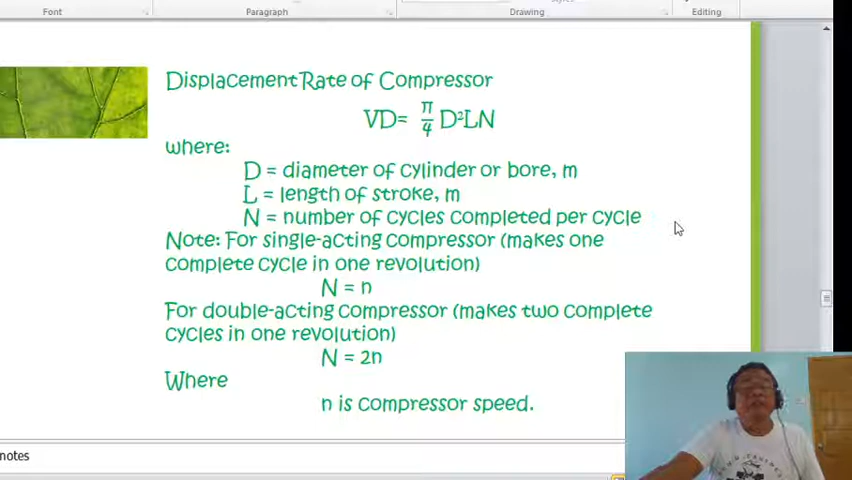 Font
Paragraph
Drawing
Editing
Displacement Rate of Compressor
VD= π/4 D²LN
where:
D = diameter of cylinder or bore, m
L = length of stroke, m
N = number of cycles completed per cycle
Note: For single-acting compressor (makes one
complete cycle in one revolution)
N = n
For double-acting compressor (makes two complete
cycles in one revolution)
N = 2n
Where
n is compressor speed.
notes